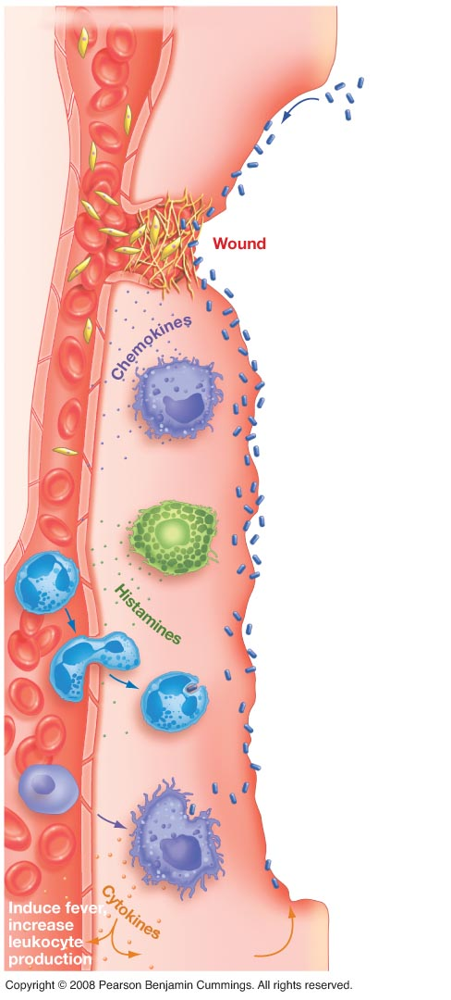 Wound
Chemokines
Histamines
Cytokines
Induce fever,
increase
leukocyte
production
Copyright © 2008 Pearson Benjamin Cummings. All rights reserved.